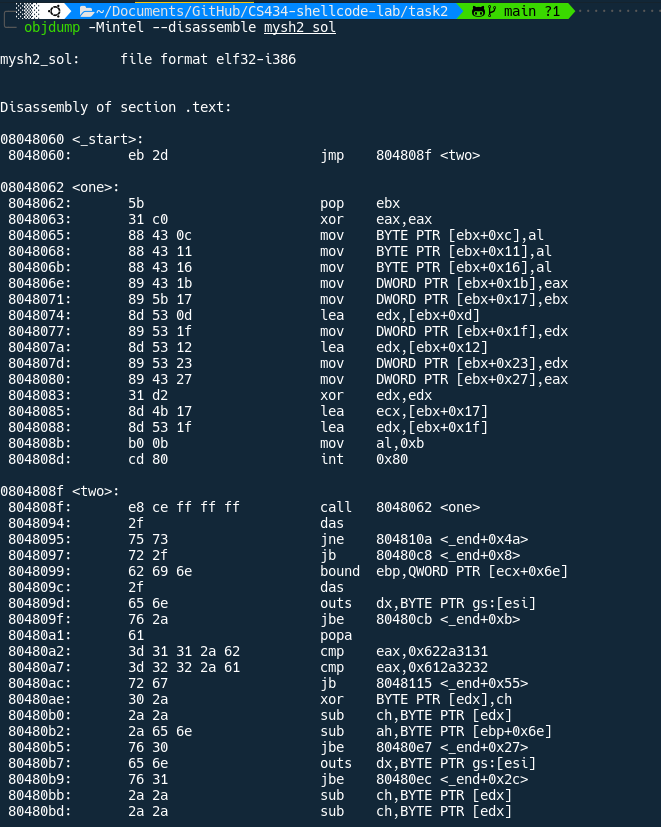 ~/Documents/GitHub/CS434-shellcode-lab/task2 main ?1
objdump -Mintel --disassemble mysh2_sol
mysh2_sol:     file format elf32-i386
Disassembly of section .text:
08048060 <_start>:
8048060:       eb 2d                   jmp    804808f <two>
08048062 <one>:
8048062:       5b                      pop    ebx
8048063:       31 c0                   xor    eax,eax
8048065:       88 43 0c                mov    BYTE PTR [ebx+0xc],al
8048068:       88 43 11                mov    BYTE PTR [ebx+0x11],al
804806b:       88 43 16                mov    BYTE PTR [ebx+0x16],al
804806e:       89 43 1b                mov    DWORD PTR [ebx+0x1b],eax
8048071:       89 5b 17                mov    DWORD PTR [ebx+0x17],ebx
8048074:       8d 53 0d                lea    edx,[ebx+0xd]
8048077:       89 53 1f                mov    DWORD PTR [ebx+0x1f],edx
804807a:       8d 53 12                lea    edx,[ebx+0x12]
804807d:       89 53 23                mov    DWORD PTR [ebx+0x23],edx
8048080:       89 43 27                mov    DWORD PTR [ebx+0x27],eax
8048083:       31 d2                   xor    edx,edx
8048085:       8d 4b 17                lea    ecx,[ebx+0x17]
8048088:       8d 53 1f                lea    edx,[ebx+0x1f]
804808b:       b0 0b                   mov    al,0xb
804808d:       cd 80                   int    0x80
0804808f <two>:
804808f:       e8 ce ff ff ff          call   8048062 <one>
8048094:       2f                      das
8048095:       75 73                   jne    804810a <_end+0x4a>
8048097:       72 2f                   jb     80480c8 <_end+0x8>
8048099:       62 69 6e                bound  ebp,QWORD PTR [ecx+0x6e]
804809c:       2f                      das
804809d:       65 6e                   outs   dx,BYTE PTR gs:[esi]
804809f:       76 2a                   jbe    80480cb <_end+0xb>
80480a1:       61                      popa
80480a2:       3d 31 31 2a 62          cmp    eax,0x622a3131
80480a7:       3d 32 32 2a 61          cmp    eax,0x612a3232
80480ac:       72 67                   jb     8048115 <_end+0x55>
80480ae:       30 2a                   xor    BYTE PTR [edx],ch
80480b0:       2a 2a                   sub    ch,BYTE PTR [edx]
80480b2:       2a 65 6e                sub    ah,BYTE PTR [ebp+0x6e]
80480b5:       76 30                   jbe    80480e7 <_end+0x27>
80480b7:       65 6e                   outs   dx,BYTE PTR gs:[esi]
80480b9:       76 31                   jbe    80480ec <_end+0x2c>
80480bb:       2a 2a                   sub    ch,BYTE PTR [edx]
80480bd:       2a 2a                   sub    ch,BYTE PTR [edx]